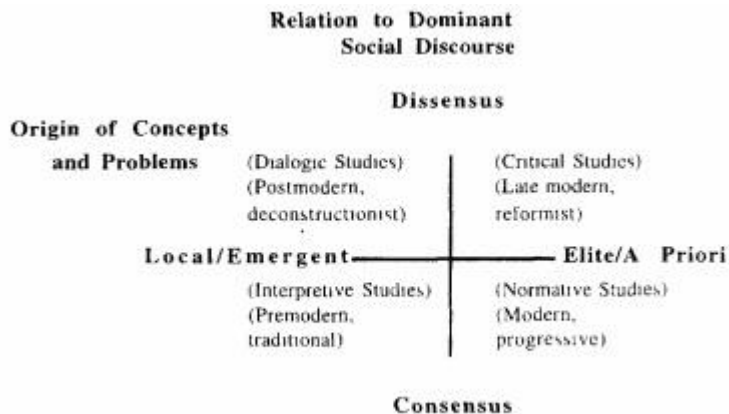 Relation to Dominant
Social Discourse
Dissensus
Origin of Concepts
and Problems
(Dialogic Studies)
(Postmodern,
deconstructionist)
(Critical Studies)
(Late modern,
reformist)
Local/Emergent
Elite/A Priori
(Interpretive Studies)
(Premodern,
traditional)
(Normative Studies)
(Modern,
progressive)
Consensus